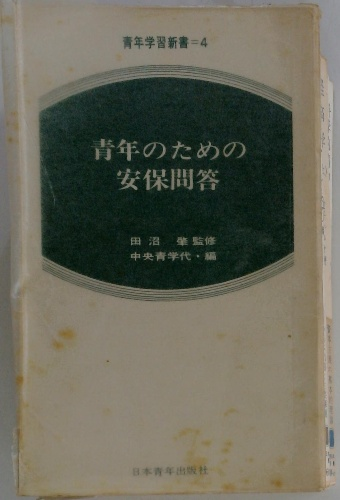 青年学習新書=4
青年のための
安保問答
田沼 肇監修
中央青学代・編
日本青年出版社